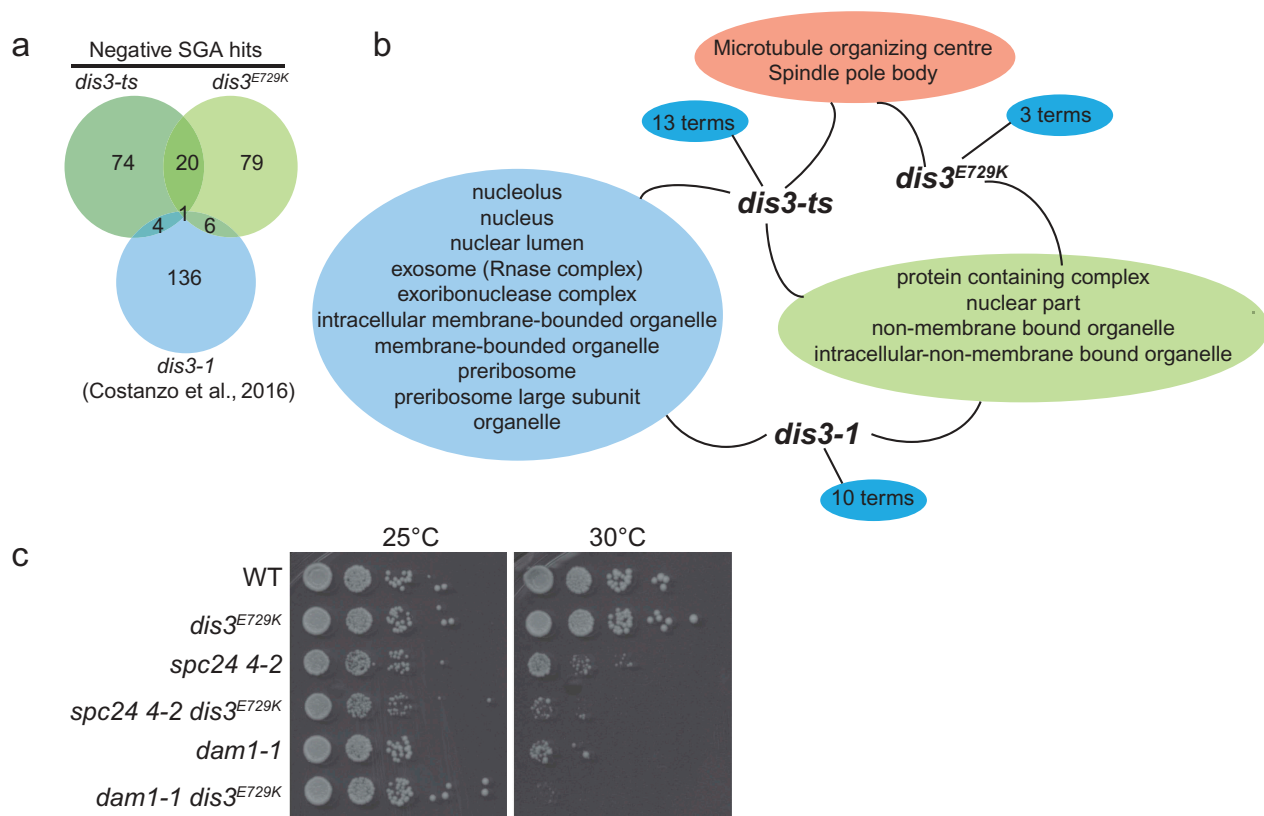 a
Negative SGA hits
dis3-ts
dis3E729K
74
20
79
4
1
6
136
dis3-1
(Costanzo et al., 2016)
b
Microtubule organizing centre
Spindle pole body
13 terms
3 terms
dis3-ts
dis3E729K
nucleolus
nucleus
nuclear lumen
exosome (Rnase complex)
exoribonuclease complex
intracellular membrane-bounded organelle
membrane-bounded organelle
preribosome
preribosome large subunit
organelle
protein containing complex
nuclear part
non-membrane bound organelle
intracellular-non-membrane bound organelle
dis3-1
10 terms
c
25°C
30°C
WT
dis3E729K
spc24 4-2
spc24 4-2 dis3E729K
dam1-1
dam1-1 dis3E729K